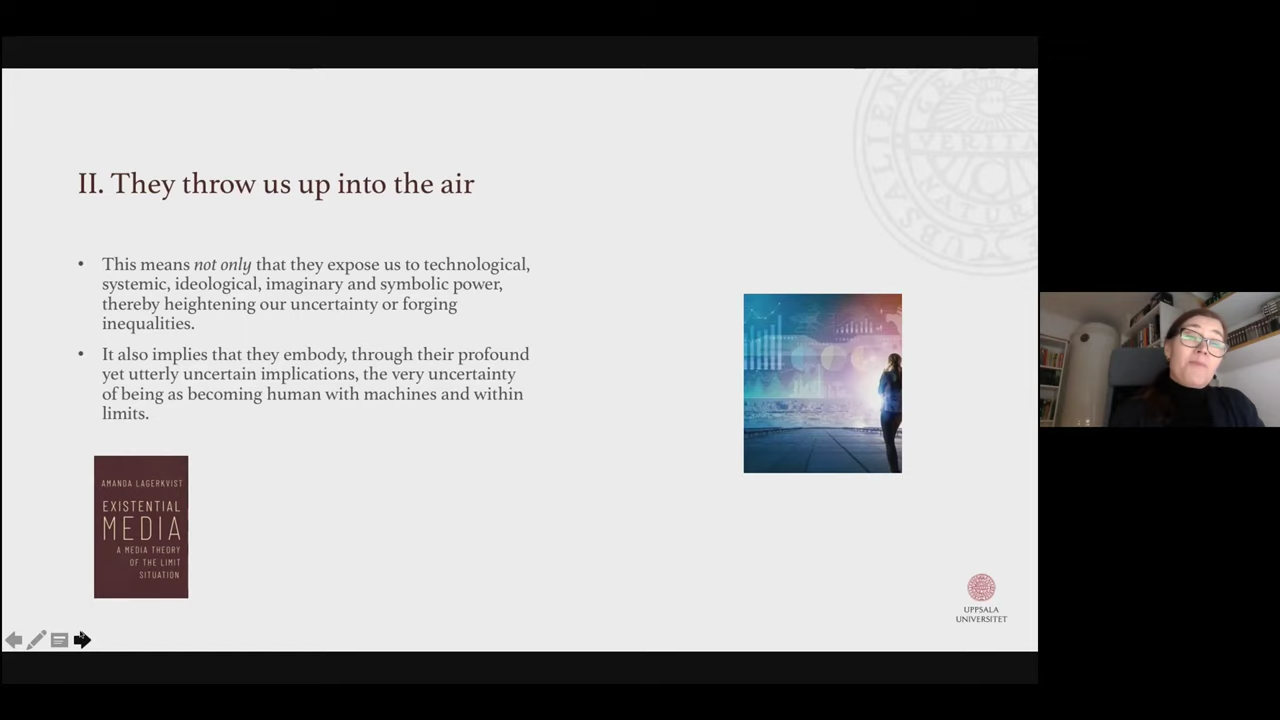 II. They throw us up into the air
• This means not only that they expose us to technological,
systemic, ideological, imaginary and symbolic power,
thereby heightening our uncertainty or forging
inequalities.
• It also implies that they embody, through their profound
yet utterly uncertain implications, the very uncertainty
of being as becoming human with machines and within
limits.
AMANDA LAGERKVIST
EXISTENTIAL
MEDIA
A MEDIA THEORY
OF THE LIMIT
SITUATION
UPPSALA
UNIVERSITET